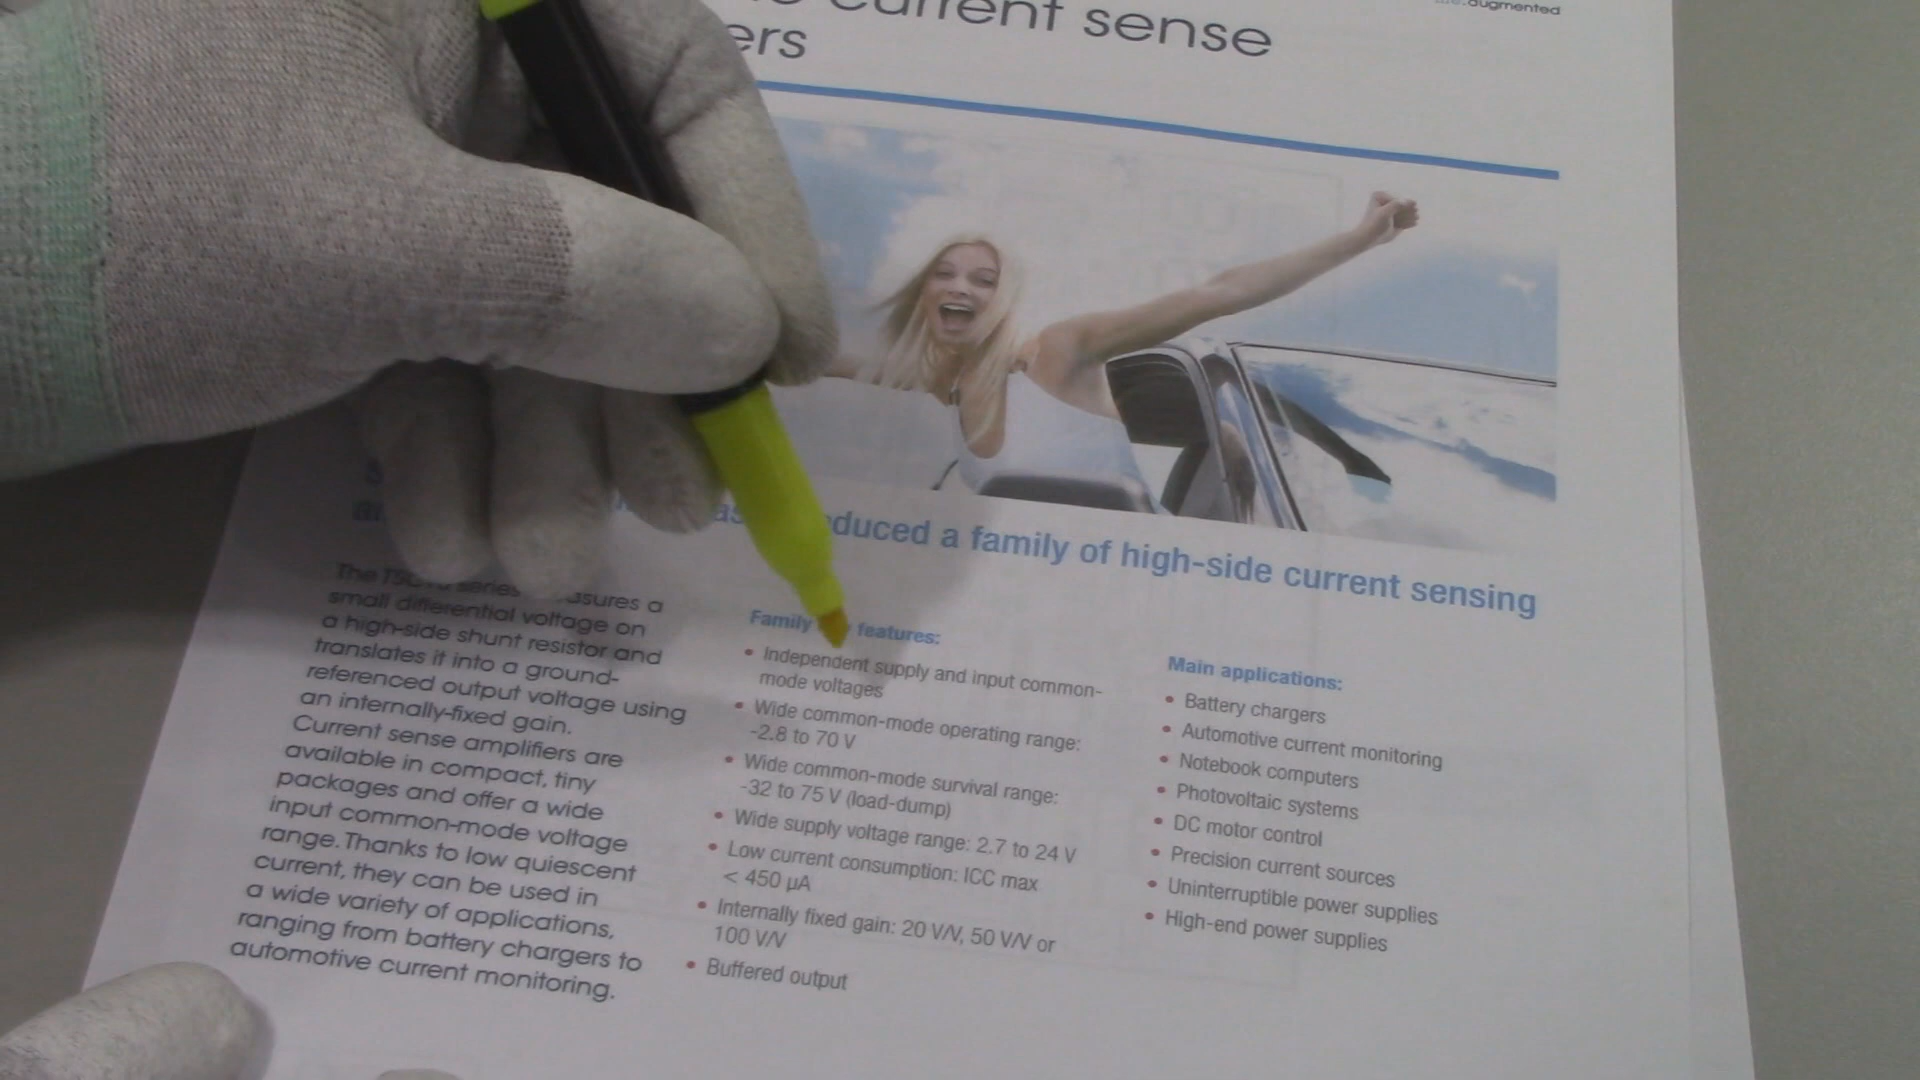 current sense
augmented
ers
duced a family of high-side current sensing
The series asures a
small differential voltage on
a high-side shunt resistor and
translates it into a ground-
referenced output voltage using
an internally-fixed gain.
Current sense amplifiers are
available in compact, tiny
packages and offer a wide
input common-mode voltage
range. Thanks to low quiescent
current, they can be used in
a wide variety of applications,
ranging from battery chargers to
automotive current monitoring.
Family features:
• Independent supply and input common-
mode voltages
• Wide common-mode operating range:
-2.8 to 70 V
• Wide common-mode survival range:
-32 to 75 V (load-dump)
• Wide supply voltage range: 2.7 to 24 V
• Low current consumption: ICC max
< 450 µA
• Internally fixed gain: 20 V/V, 50 V/V or
100 V/V
• Buffered output
Main applications:
• Battery chargers
• Automotive current monitoring
• Notebook computers
• Photovoltaic systems
• DC motor control
• Precision current sources
• Uninterruptible power supplies
• High-end power supplies